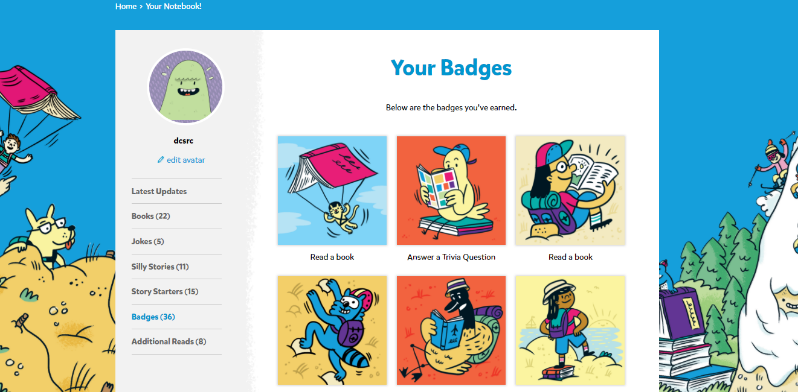 Home > Your Notebook!
Your Badges
Below are the badges you've earned.
dcsrc
edit avatar
Latest Updates
Books (22)
Jokes (5)
Silly Stories (11)
Story Starters (15)
Badges (36)
Additional Reads (8)
Read a book
Answer a Trivia Question
Read a book